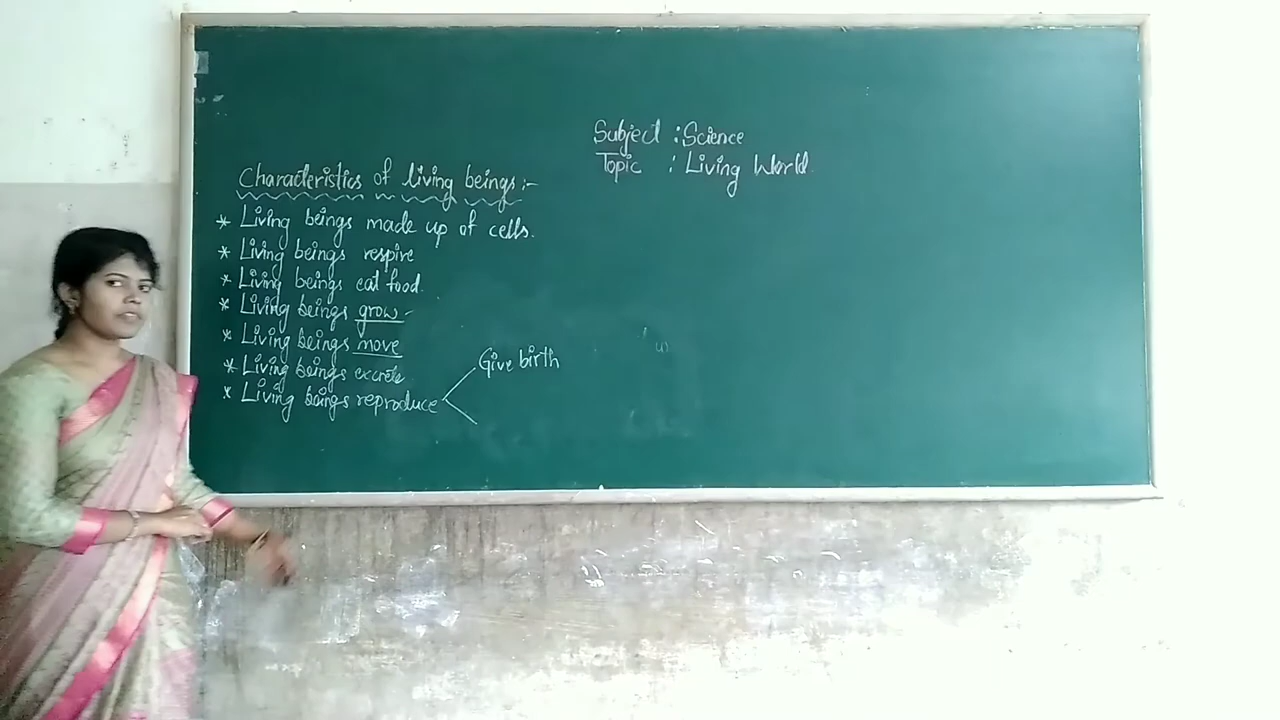 Subject : Science
Topic : Living World
Characteristics of living beings :-
* Living beings made up of cells.
* Living beings respire
* Living beings eat food.
* Living beings grow -
* Living beings move
* Living beings excrete
* Living beings reproduce
Give birth